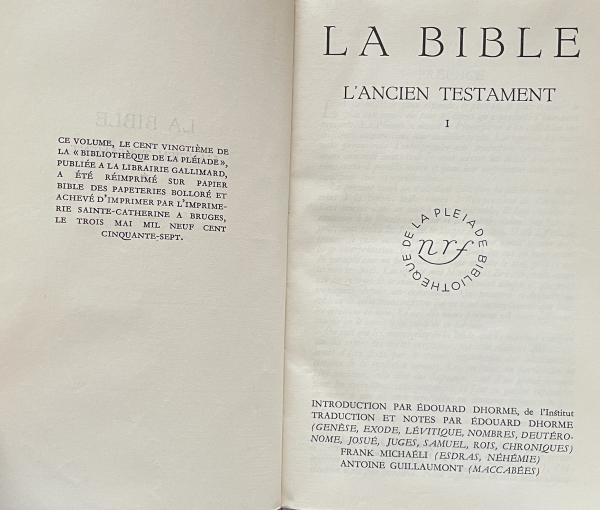 CE VOLUME, LE CENT VINGTIÈME DE
LA « BIBLIOTHÈQUE DE LA PLÉIADE »,
PUBLIÉE A LA LIBRAIRIE GALLIMARD,
A ÉTÉ RÉIMPRIMÉ SUR PAPIER
BIBLE DES PAPETERIES BOLLORÉ ET
ACHEVÉ D'IMPRIMER PAR L'IMPRIME-
RIE SAINTE-CATHERINE A BRUGES,
LE TROIS MAI MIL NEUF CENT
CINQUANTE-SEPT.
LA BIBLE
L'ANCIEN TESTAMENT
I
BIBLIOTHEQUE DE LA PLEIADE
nrf
INTRODUCTION PAR ÉDOUARD DHORME, de l'Institut
TRADUCTION ET NOTES PAR ÉDOUARD DHORME
(GENÈSE, EXODE, LÉVITIQUE, NOMBRES, DEUTÉRO-
NOME, JOSUÉ, JUGES, SAMUEL, ROIS, CHRONIQUES)
FRANK MICHAÉLI (ESDRAS, NÉHÉMIE)
ANTOINE GUILLAUMONT (MACCABÉES)